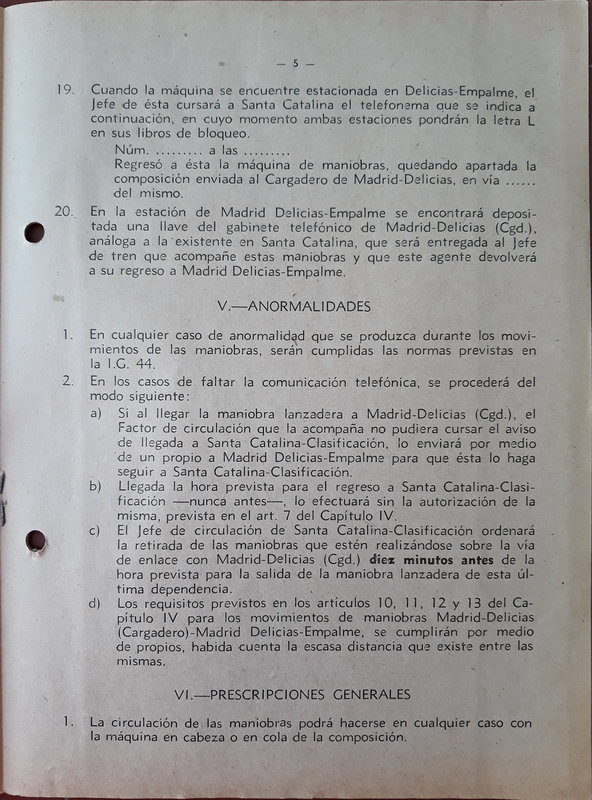 — 5 —
19. Cuando la máquina se encuentre estacionada en Delicias-Empalme, el
Jefe de ésta cursará a Santa Catalina el telefonema que se indica a
continuación, en cuyo momento ambas estaciones pondrán la letra L
en sus libros de bloqueo.
Núm. ......... a las .........
Regresó a ésta la máquina de maniobras, quedando apartada la
composición enviada al Cargadero de Madrid-Delicias, en vía ......
del mismo.
20. En la estación de Madrid Delicias-Empalme se encontrará deposi-
tada una llave del gabinete telefónico de Madrid-Delicias (Cgd.),
análoga a la existente en Santa Catalina, que será entregada al Jefe
de tren que acompañe estas maniobras y que este agente devolverá
a su regreso a Madrid Delicias-Empalme.
V.—ANORMALIDADES
1. En cualquier caso de anormalidad que se produzca durante los movi-
mientos de las maniobras, serán cumplidas las normas previstas en
la I.G. 44.
2. En los casos de faltar la comunicación telefónica, se procederá del
modo siguiente:
a) Si al llegar la maniobra lanzadera a Madrid-Delicias (Cgd.), el
Factor de circulación que la acompaña no pudiera cursar el aviso
de llegada a Santa Catalina-Clasificación, lo enviará por medio
de un propio a Madrid Delicias-Empalme para que ésta lo haga
seguir a Santa Catalina-Clasificación.
b) Llegada la hora prevista para el regreso a Santa Catalina-Clasi-
ficación —nunca antes—, lo efectuará sin la autorización de la
misma, prevista en el art. 7 del Capítulo IV.
c) El Jefe de circulación de Santa Catalina-Clasificación ordenará
la retirada de las maniobras que estén realizándose sobre la vía
de enlace con Madrid-Delicias (Cgd.) diez minutos antes de la
hora prevista para la salida de la maniobra lanzadera de esta úl-
tima dependencia.
d) Los requisitos previstos en los artículos 10, 11, 12 y 13 del Ca-
pítulo IV para los movimientos de maniobras Madrid-Delicias
(Cargadero)-Madrid Delicias-Empalme, se cumplirán por medio
de propios, habida cuenta la escasa distancia que existe entre las
mismas.
VI.—PRESCRIPCIONES GENERALES
1. La circulación de las maniobras podrá hacerse en cualquier caso con
la máquina en cabeza o en cola de la composición.